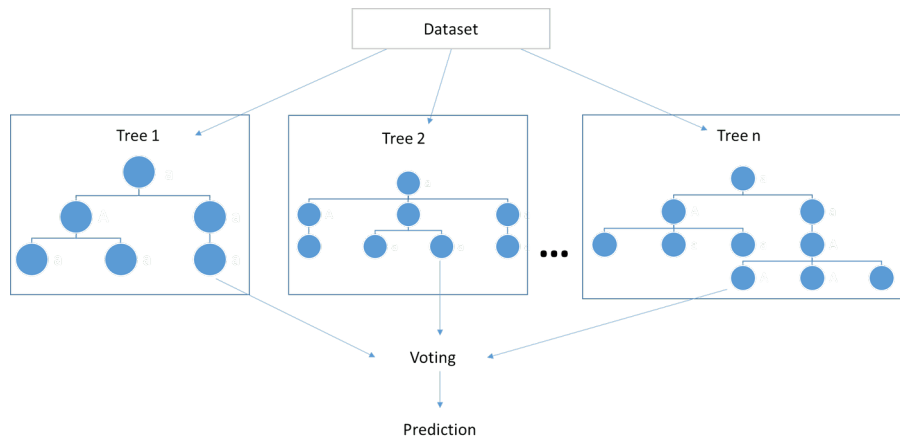 Dataset
Tree 1
Tree 2
Tree n
...
Voting
Prediction